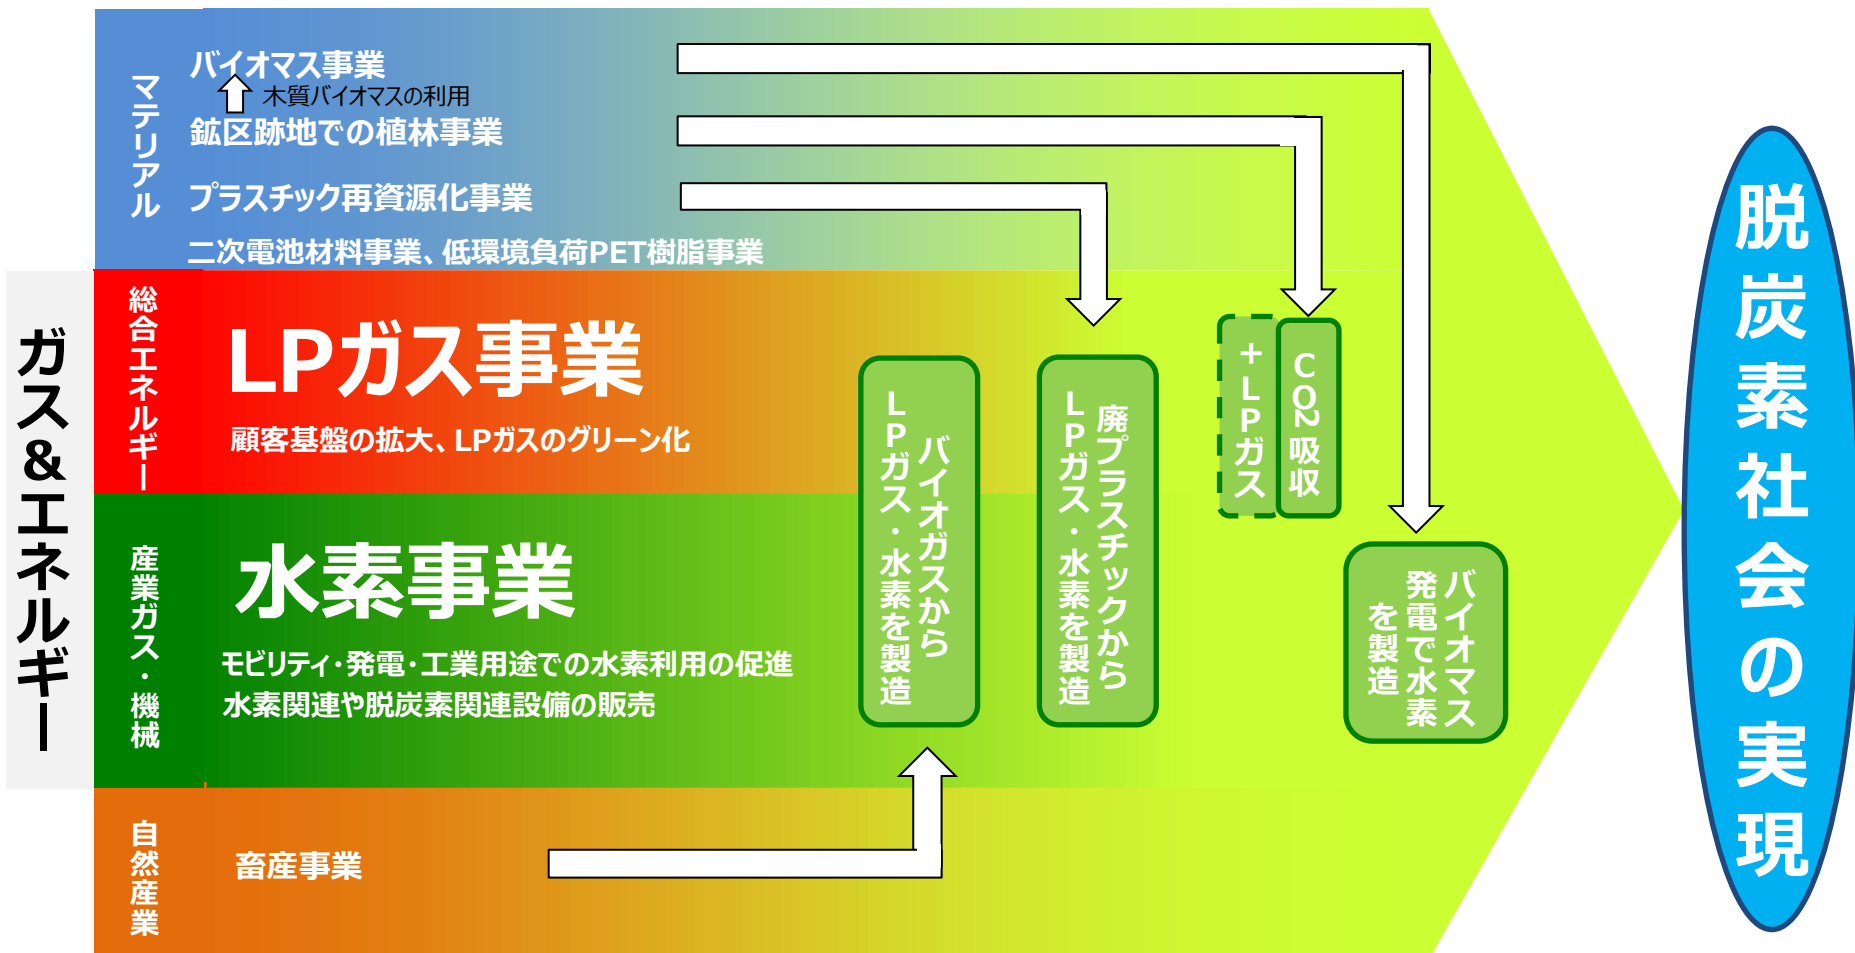 マテリアル
バイオマス事業
木質バイオマスの利用
鉱区跡地での植林事業
プラスチック再資源化事業
二次電池材料事業、低環境負荷PET樹脂事業
ガス&エネルギー
総合エネルギー
LPガス事業
顧客基盤の拡大、LPガスのグリーン化
産業ガス・機械
水素事業
モビリティ・発電・工業用途での水素利用の促進
水素関連や脱炭素関連設備の販売
自然産業
畜産事業
バイオガスから
LPガス・水素を製造
廃プラスチックから
LPガス・水素を製造
CO2吸収
+LPガス
バイオマス
発電で水素
を製造
脱炭素社会の実現